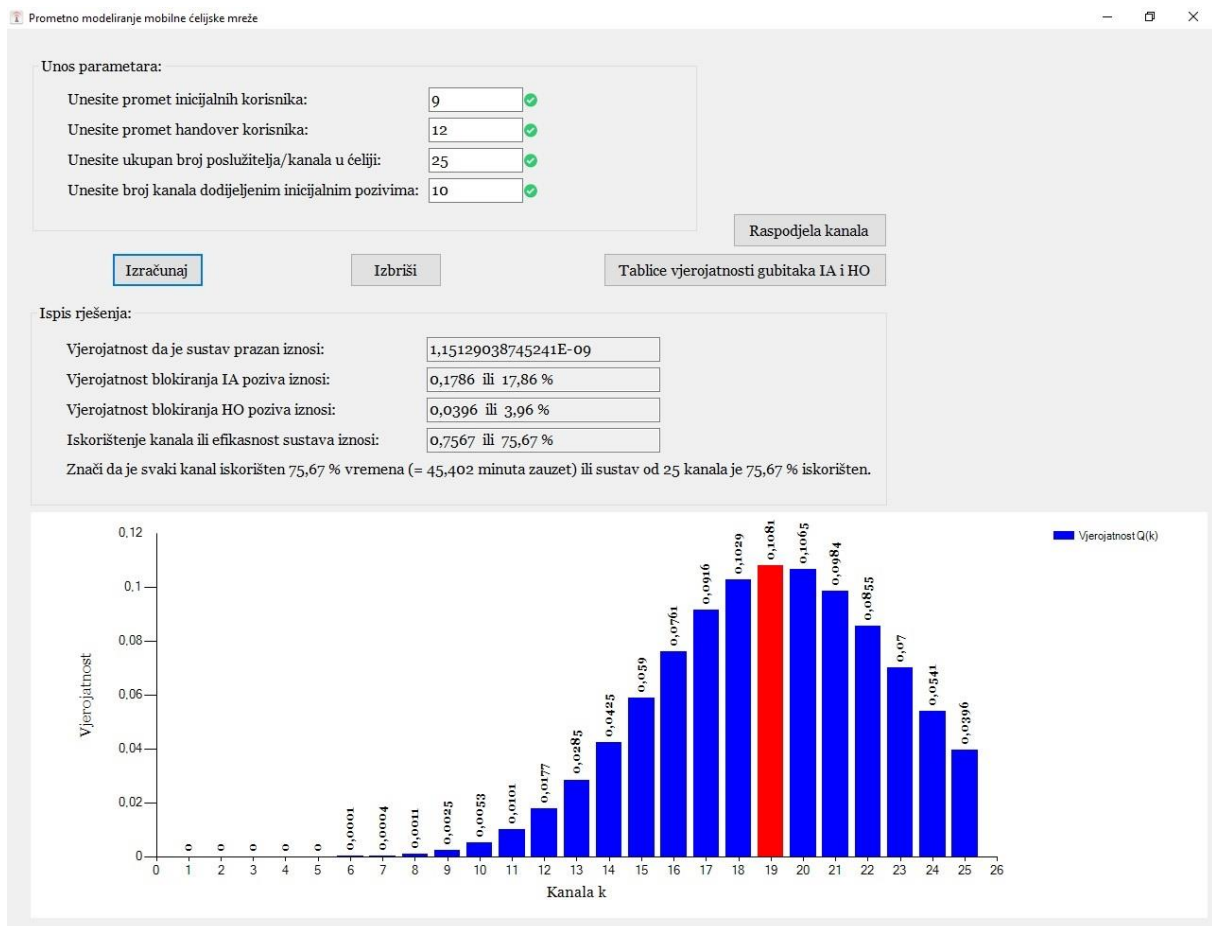 Prometno modeliranje mobilne ćelijske mreže
Unos parametara:
Unesite promet inicijalnih korisnika: 9
Unesite promet handover korisnika: 12
Unesite ukupan broj poslužitelja/kanala u ćeliji: 25
Unesite broj kanala dodijeljenim inicijalnim pozivima: 10
Raspodjela kanala
Izračunaj Izbriši Tablice vjerojatnosti gubitaka IA i HO
Ispis rješenja:
Vjerojatnost da je sustav prazan iznosi: 1,15129038745241E-09
Vjerojatnost blokiranja IA poziva iznosi: 0,1786 ili 17,86 %
Vjerojatnost blokiranja HO poziva iznosi: 0,0396 ili 3,96 %
Iskorištenje kanala ili efikasnost sustava iznosi: 0,7567 ili 75,67 %
Znači da je svaki kanal iskorišten 75,67 % vremena (= 45,402 minuta zauzet) ili sustav od 25 kanala je 75,67 % iskorišten.
Vjerojatnost Q(k)
Vjerojatnost
0,12
0,1
0,08
0,06
0,04
0,02
0
0 0 0 0 0 0,0001 0,0004 0,0011 0,0025 0,0053 0,0101 0,0177 0,0285 0,0425 0,059 0,0761 0,0916 0,1029 0,1081 0,1065 0,0984 0,0855 0,07 0,0541 0,0396
0 1 2 3 4 5 6 7 8 9 10 11 12 13 14 15 16 17 18 19 20 21 22 23 24 25 26
Kanala k